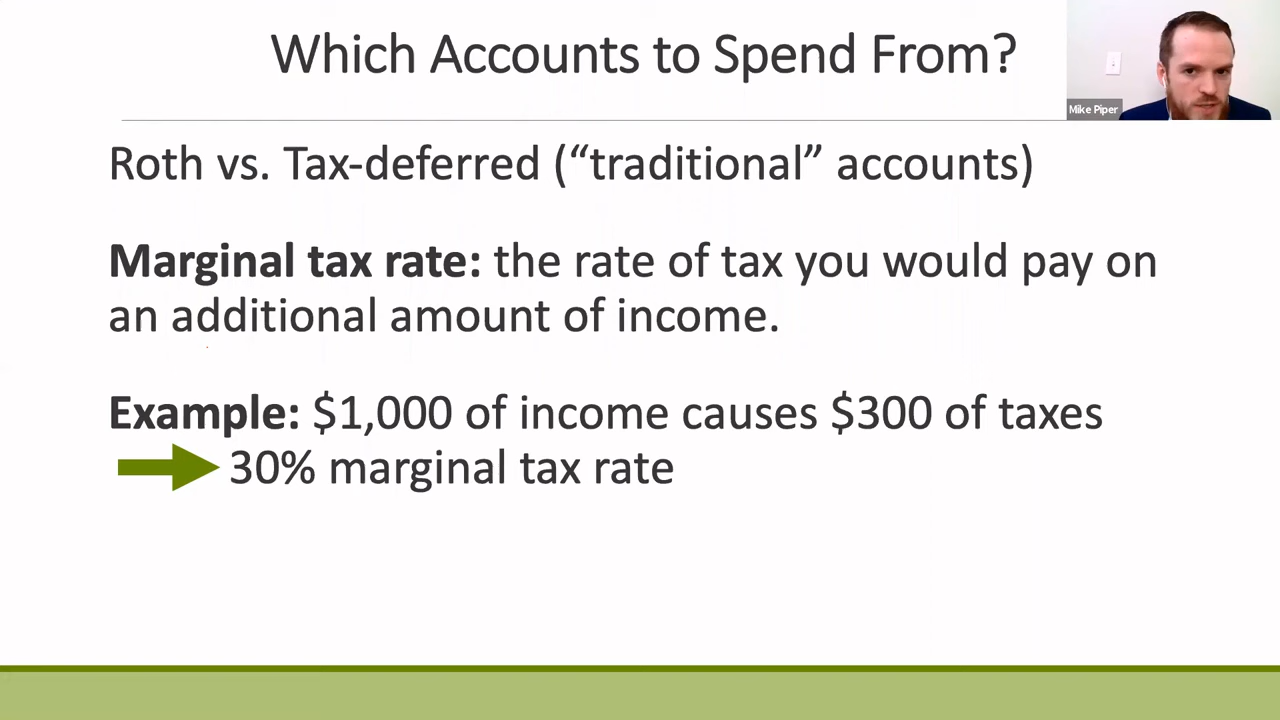 Which Accounts to Spend From?
Mike Piper
Roth vs. Tax-deferred (“traditional” accounts)
Marginal tax rate: the rate of tax you would pay on
an additional amount of income.
Example: $1,000 of income causes $300 of taxes
30% marginal tax rate